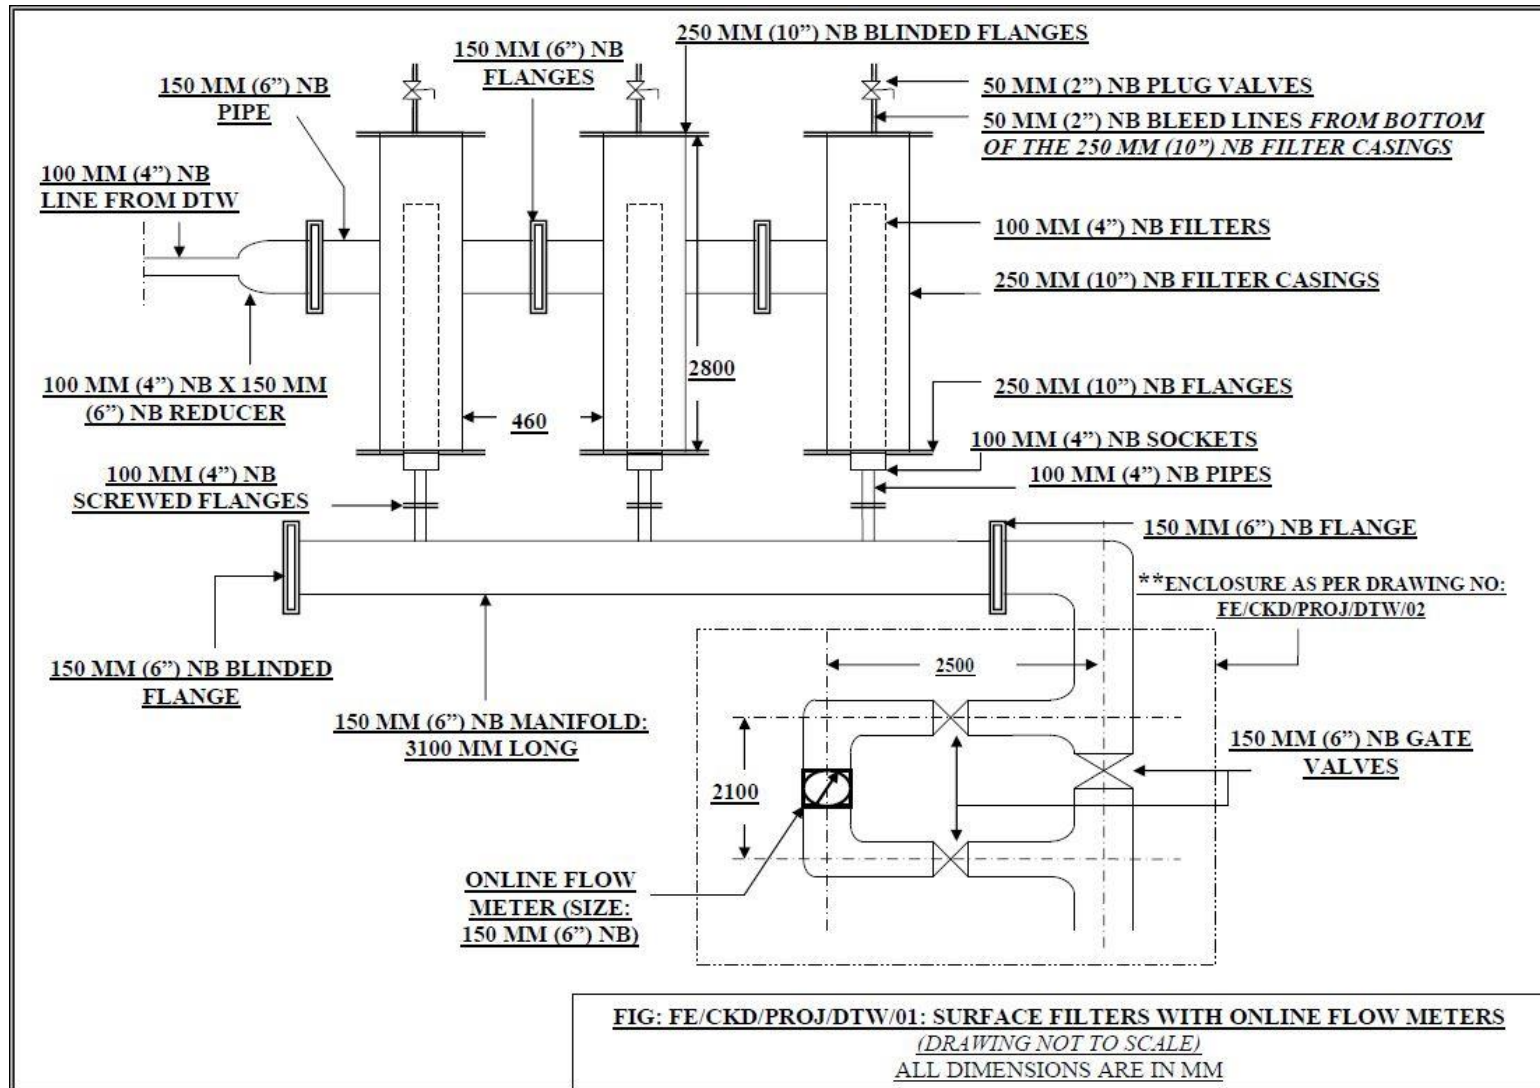 250 MM (10”) NB BLINDED FLANGES
150 MM (6”) NB
FLANGES
150 MM (6”) NB
PIPE
50 MM (2”) NB PLUG VALVES
50 MM (2”) NB BLEED LINES FROM BOTTOM
OF THE 250 MM (10”) NB FILTER CASINGS
100 MM (4”) NB
LINE FROM DTW
100 MM (4”) NB FILTERS
250 MM (10”) NB FILTER CASINGS
2800
100 MM (4”) NB X 150 MM
(6”) NB REDUCER
460
250 MM (10”) NB FLANGES
100 MM (4”) NB SOCKETS
100 MM (4”) NB PIPES
100 MM (4”) NB
SCREWED FLANGES
150 MM (6”) NB FLANGE
**ENCLOSURE AS PER DRAWING NO:
FE/CKD/PROJ/DTW/02
150 MM (6”) NB BLINDED
FLANGE
2500
150 MM (6”) NB MANIFOLD:
3100 MM LONG
150 MM (6”) NB GATE
VALVES
2100
ONLINE FLOW
METER (SIZE:
150 MM (6”) NB)
FIG: FE/CKD/PROJ/DTW/01: SURFACE FILTERS WITH ONLINE FLOW METERS
(DRAWING NOT TO SCALE)
ALL DIMENSIONS ARE IN MM